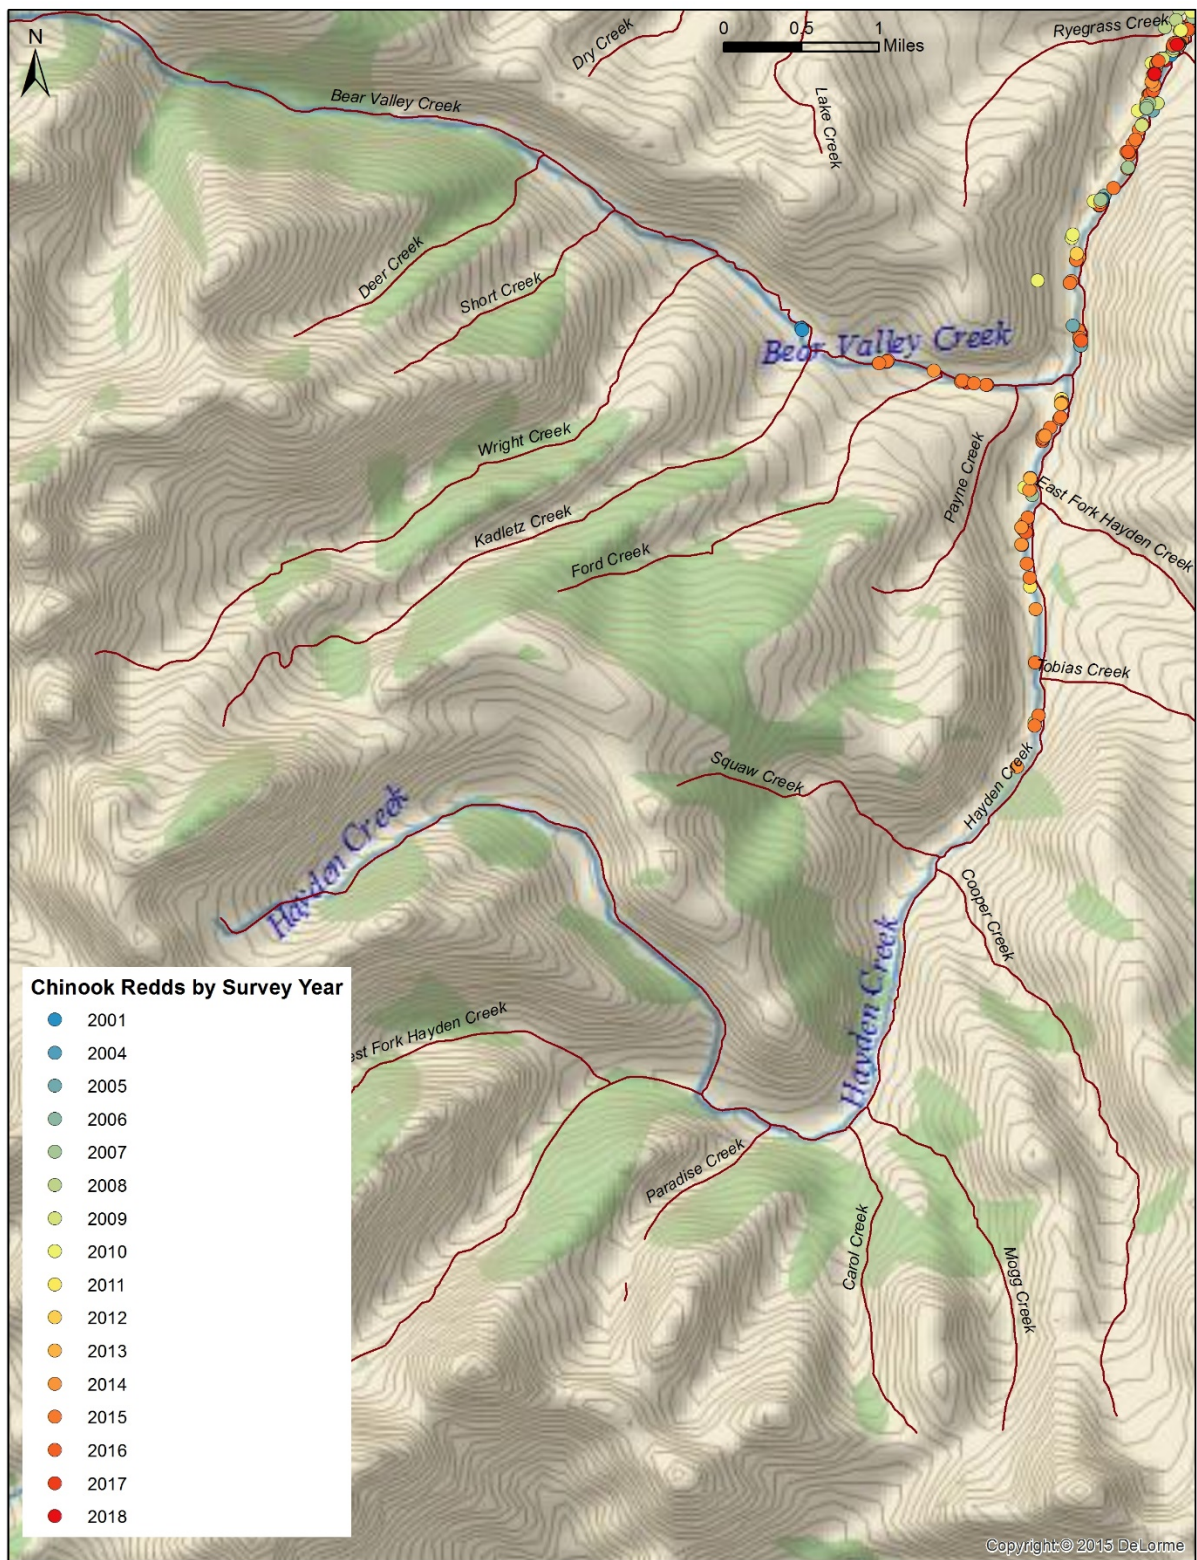 N
0 0.5 1
Miles
Dry Creek
Lake Creek
Ryegrass Creek
Bear Valley Creek
Deer Creek
Short Creek
Bear Valley Creek
Wright Creek
Kadletz Creek
Ford Creek
Payne Creek
East Fork Hayden Creek
Tobias Creek
Squaw Creek
Hayden Creek
Hayden Creek
Cooper Creek
Hayden Creek
est Fork Hayden Creek
Paradise Creek
Carol Creek
Mogg Creek
Chinook Redds by Survey Year
2001
2004
2005
2006
2007
2008
2009
2010
2011
2012
2013
2014
2015
2016
2017
2018
Copyright:© 2015 DeLorme